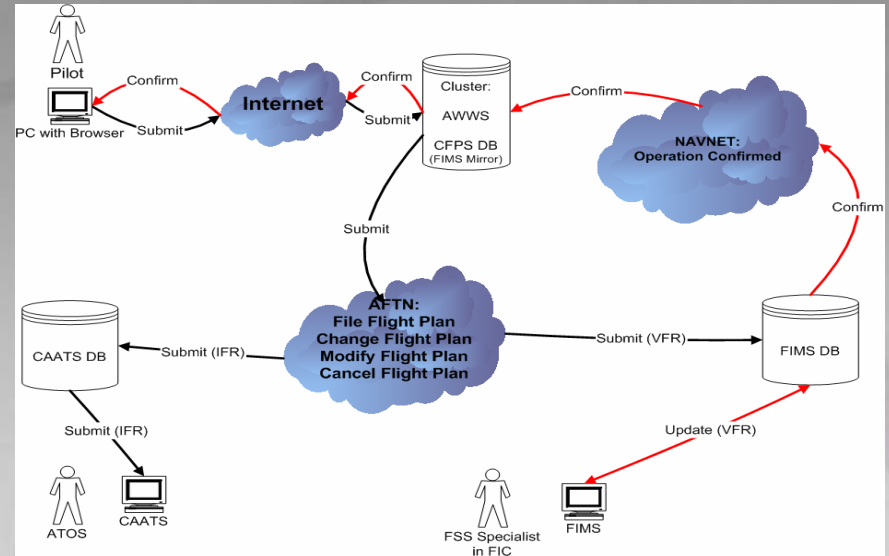 Pilot
PC with Browser
Confirm
Submit
Internet
Confirm
Submit
Cluster:
AWWS
CFPS DB
(FIMS Mirror)
Confirm
NAVNET:
Operation Confirmed
Confirm
Submit
AFTN:
File Flight Plan
Change Flight Plan
Modify Flight Plan
Cancel Flight Plan
Submit (IFR)
CAATS DB
Submit (VFR)
FIMS DB
Submit (IFR)
Update (VFR)
ATOS
CAATS
FSS Specialist
in FIC
FIMS